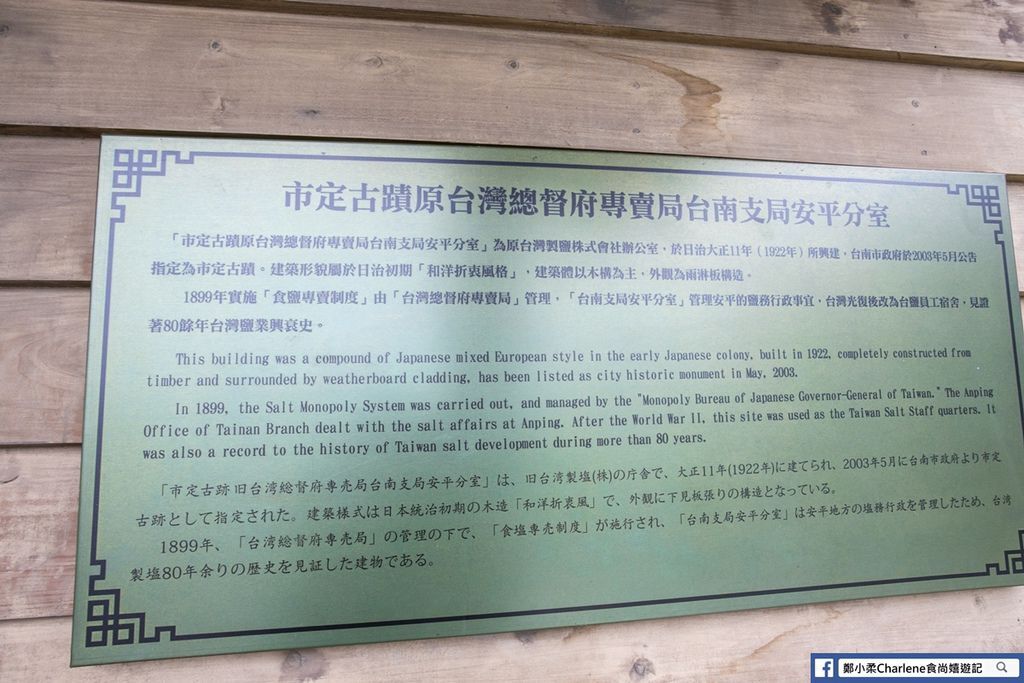 市定古蹟原台灣總督府專賣局台南支局安平分室
「市定古蹟原台灣總督府專賣局台南支局安平分室」為原台灣製鹽株式會社辦公室，於日治大正11年（1922年）所興建，台南市政府於2003年5月公告
指定為市定古蹟。建築形貌屬於日治初期「和洋折衷風格」，建築體以木構為主，外觀為雨淋板構造。
1899年實施「食鹽專賣制度」由「台灣總督府專賣局」管理，「台南支局安平分室」管理安平的鹽務行政事宜，台灣光復後改為台鹽員工宿舍，見證
著80餘年台灣鹽業興衰史。
This building was a compound of Japanese mixed European style in the early Japanese colony, built in 1922, completely constructed from
timber and surrounded by weatherboard cladding, has been listed as city historic monument in May, 2003.
In 1899, the Salt Monopoly System was carried out, and managed by the "Monopoly Bureau of Japanese Governor-General of Taiwan." The Anping
Office of Tainan Branch dealt with the salt affairs at Anping. After the World War II, this site was used as the Taiwan Salt Staff quarters. It
was also a record to the history of Taiwan salt development during more than 80 years.
「市定古跡旧台湾総督府専売局台南支局安平分室」は、旧台湾製塩(株)の庁舎で、大正11年(1922年)に建てられ、2003年5月に台南市政府より市定
古跡として指定された。建築様式は日本統治初期の木造「和洋折衷風」で、外観に下見板張りの構造となっている。
1899年、「台湾総督府専売局」の管理の下で、「食塩専売制度」が施行され、「台南支局安平分室」は安平地方の塩務行政を管理したため、台湾
製塩80年余りの歴史を見証した建物である。
鄭小柔Charlene食尚嬉遊記